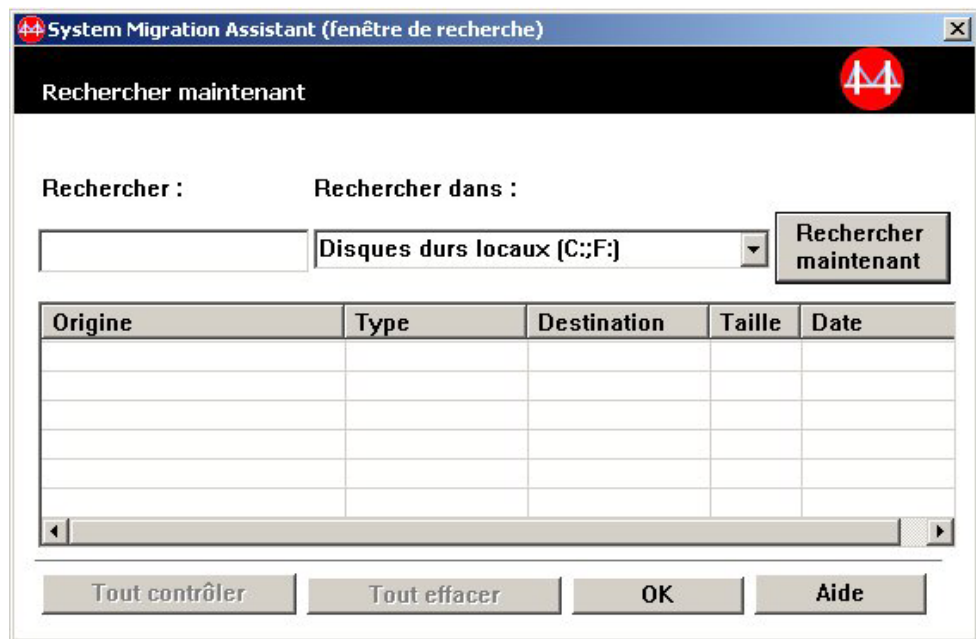 System Migration Assistant (fenêtre de recherche)
Rechercher maintenant
Rechercher :
Rechercher dans :
Disques durs locaux (C:;F:)
Rechercher
maintenant
Origine Type Destination Taille Date
Tout contrôler Tout effacer OK Aide